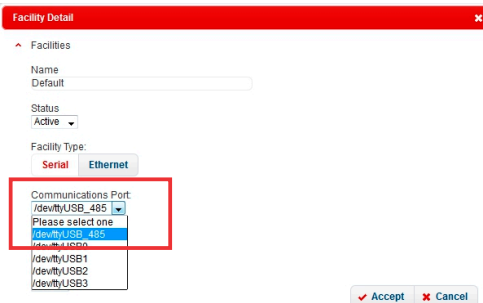 Facility Detail
Facilities
Name
Default
Status
Active
Facility Type:
Serial Ethernet
Communications Port:
/dev/ttyUSB_485
Please select one
/dev/ttyUSB_485
/dev/ttyUSB0
/dev/ttyUSB1
/dev/ttyUSB2
/dev/ttyUSB3
Accept Cancel